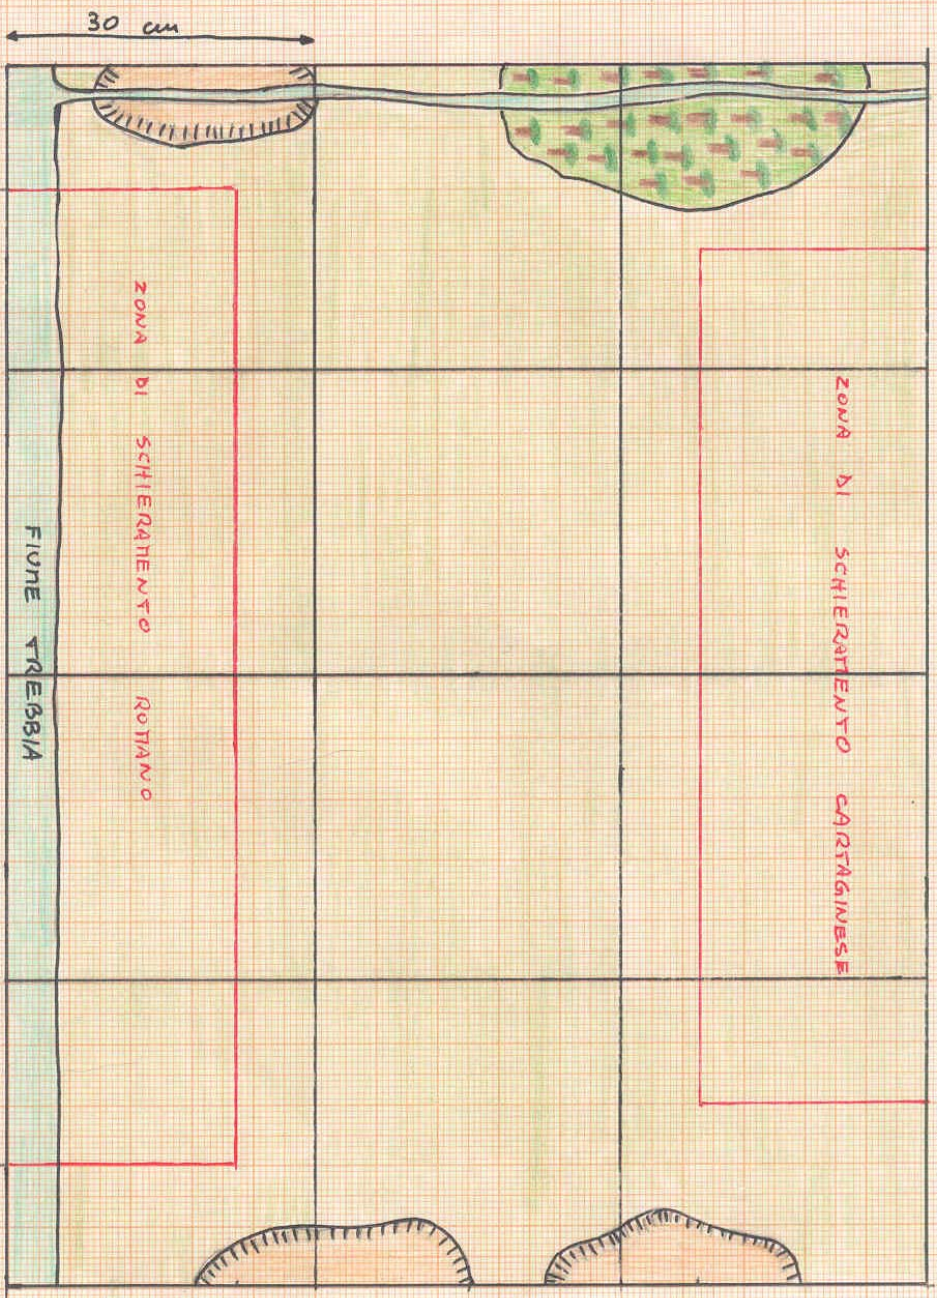 30 cm
ZONA DI SCHIERAMENTO ROMANO
ZONA DI SCHIERAMENTO CARTAGINESE
FIUME TREBBIA